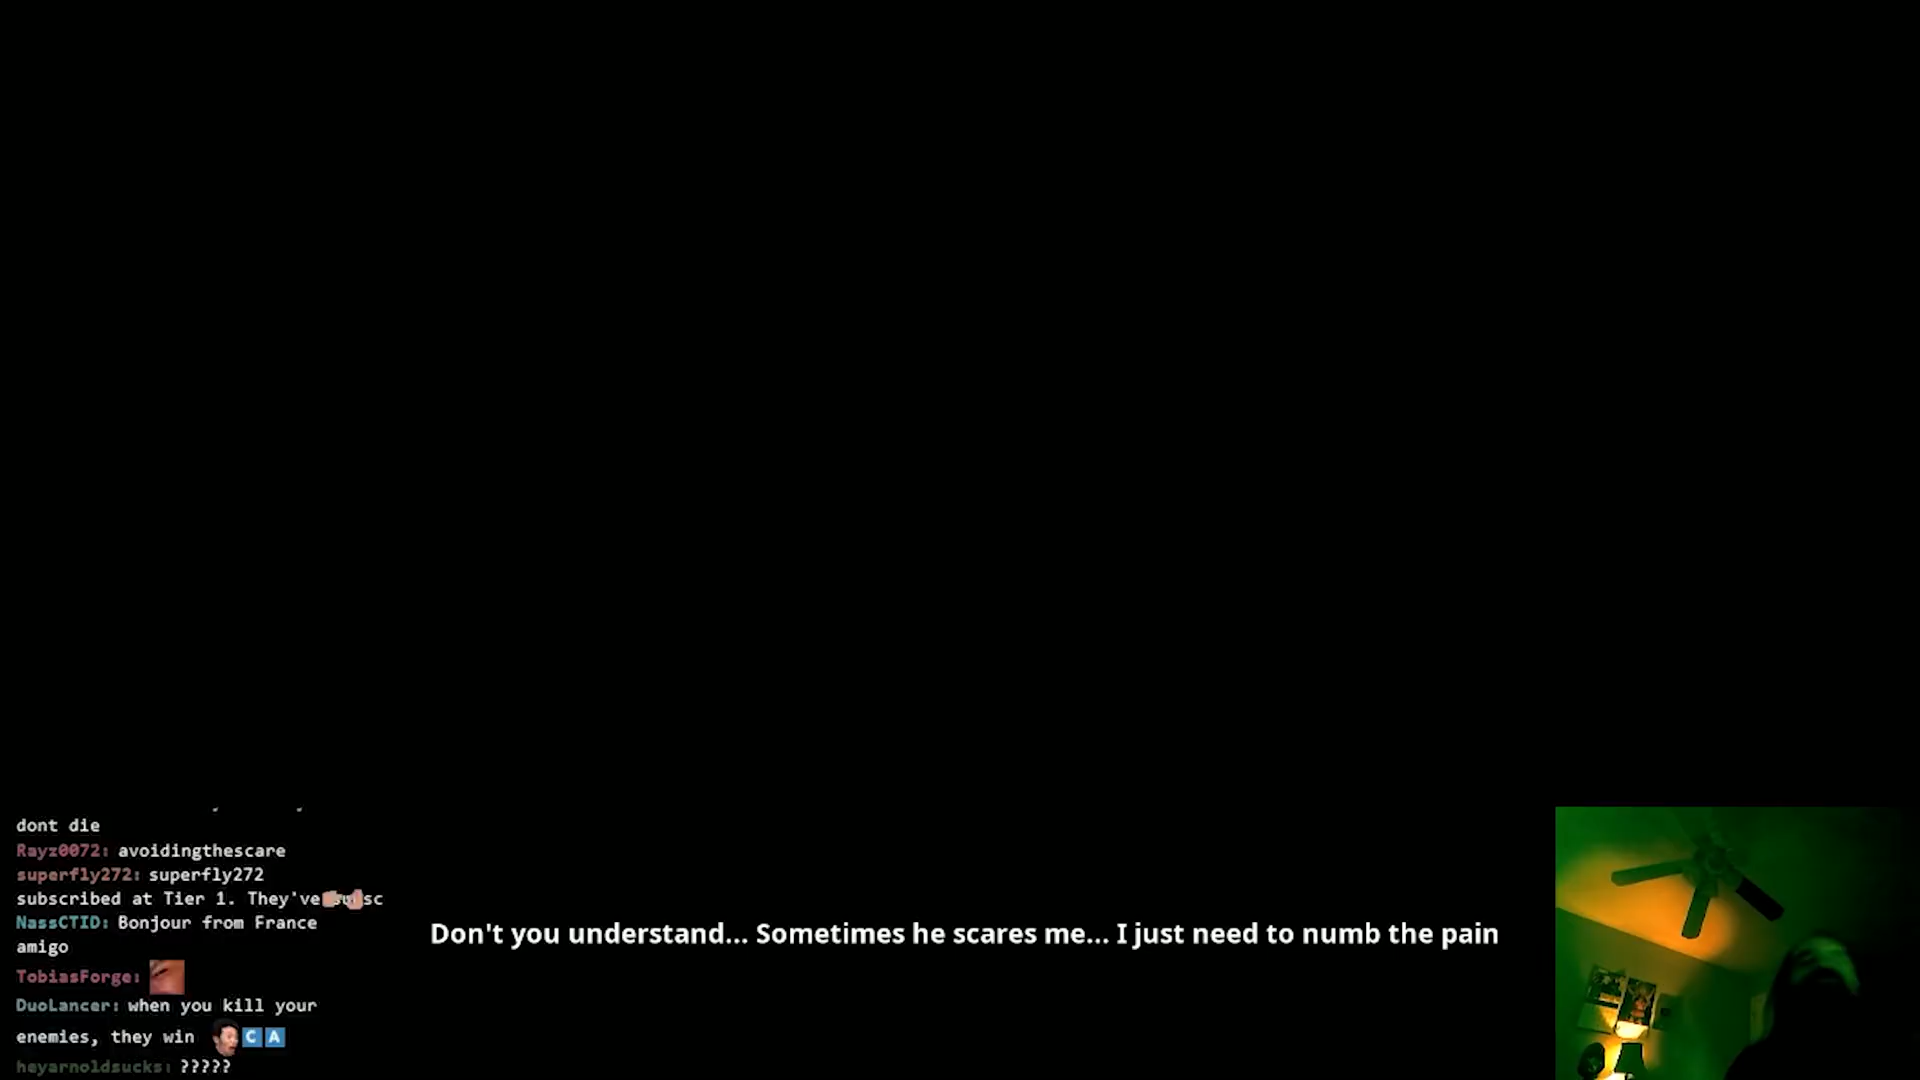 dont die
Rayz0072: avoidingthescare
superfly272: superfly272
subscribed at Tier 1. They've
NassCTID: Bonjour from France
amigo
TobiasForge:
DuoLancer: when you kill your
enemies, they win C A
heyarnoldsucks: ?????
Don't you understand... Sometimes he scares me... I just need to numb the pain